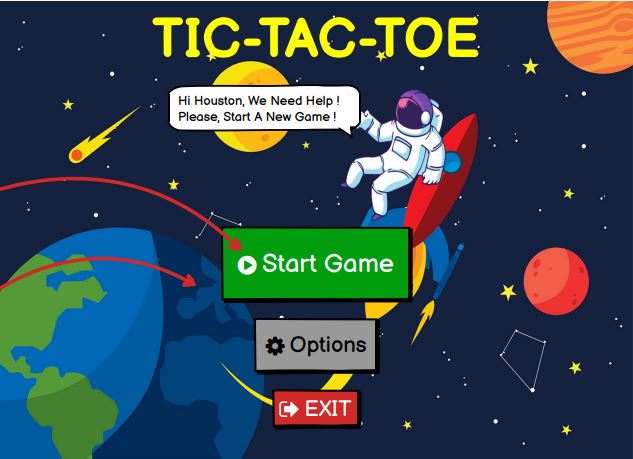 TIC-TAC-TOE
Hi Houston, We Need Help !
Please, Start A New Game !
Start Game
Options
EXIT